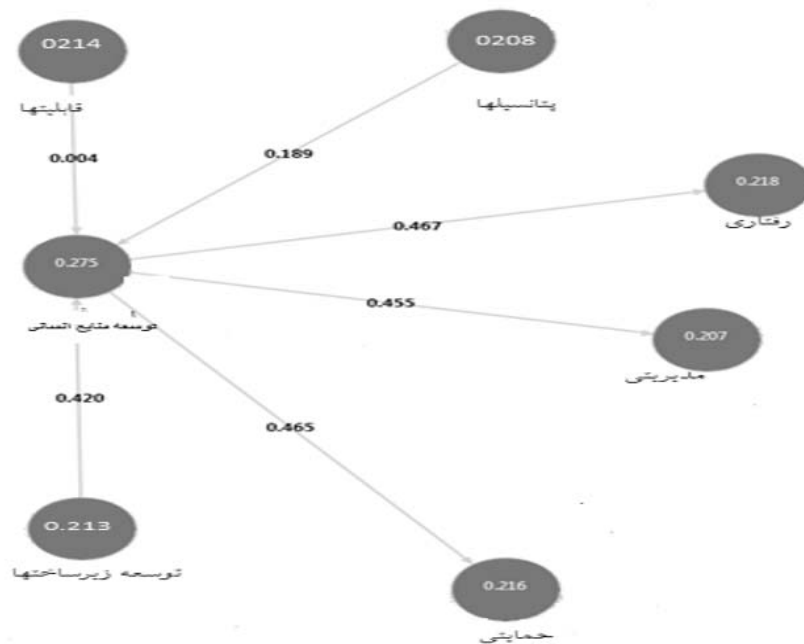 0214
قابلیتها
0208
پتانسیلها
0.004
0.189
0.218
رفتاری
0.467
0.275
توسعه منابع انسانی
0.455
0.207
مدیریتی
0.420
0.465
0.213
توسعه زیرساختها
0.216
حمایتی